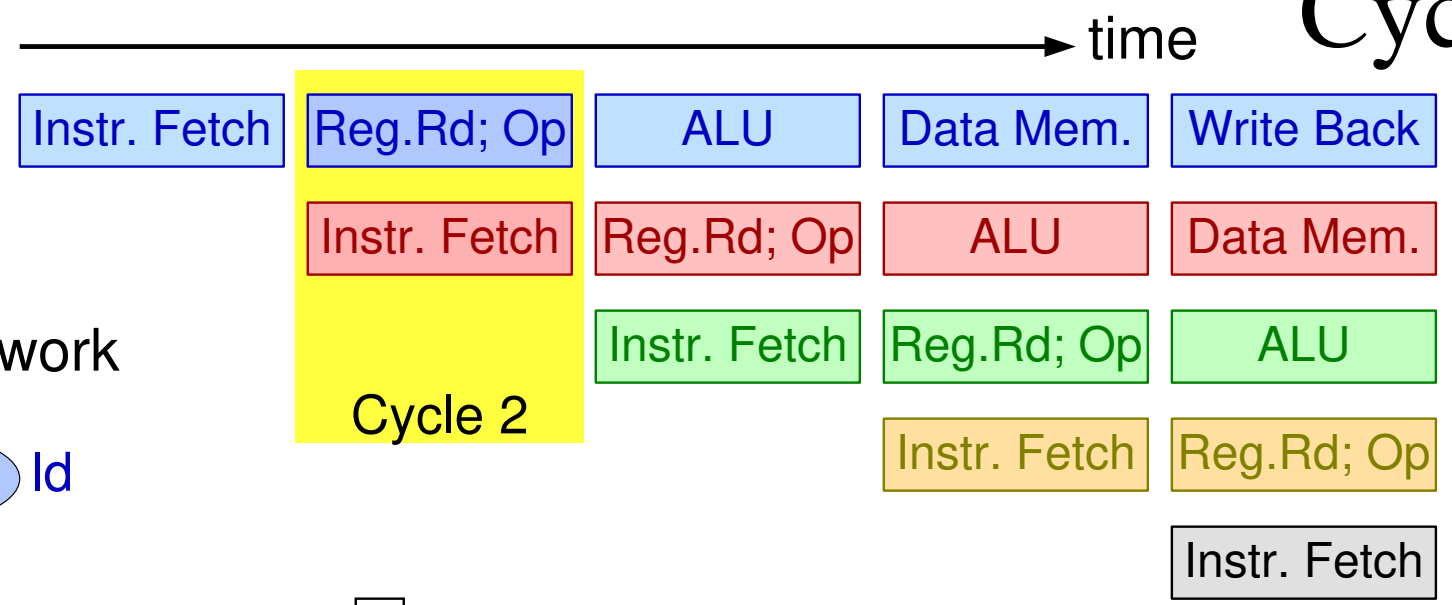 Cyc
time
Instr. Fetch Reg.Rd; Op ALU Data Mem. Write Back
Instr. Fetch Reg.Rd; Op ALU Data Mem.
work Instr. Fetch Reg.Rd; Op ALU
Cycle 2
Instr. Fetch Reg.Rd; Op
ld
Instr. Fetch